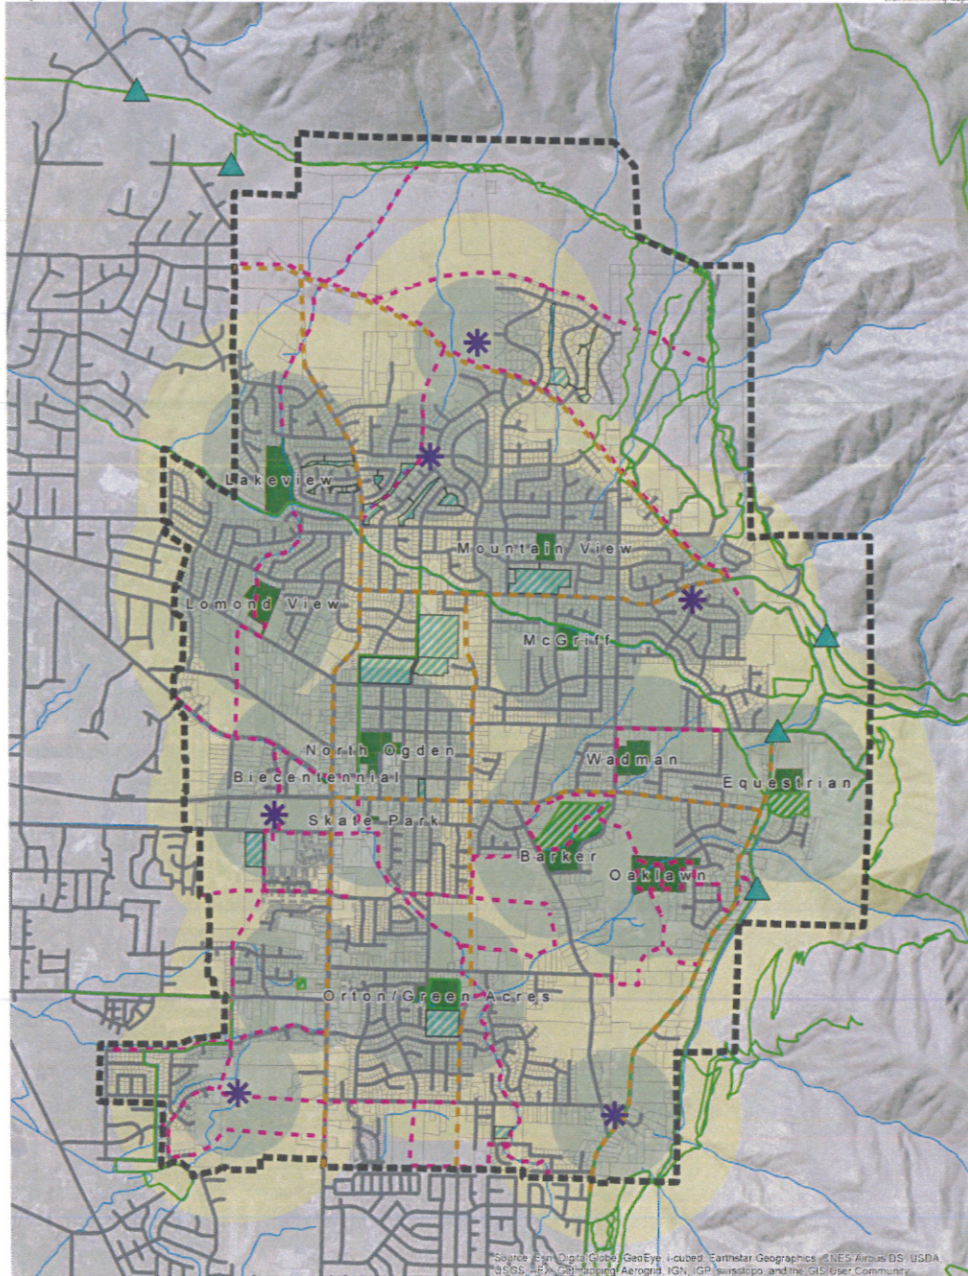 Lakeview
Mountain View
Lomond View
McGriff
North Ogden
Wadman
Biecentennial
Equestrian
Skate Park
Barker
Oaklawn
Orton/Green Acres
Source: Esri, DigitalGlobe, GeoEye, i-cubed, Earthstar Geographics, CNES/Airbus DS, USDA,
USGS, AEX, Getmapping, Aerogrid, IGN, IGP, swisstopo, and the GIS User Community